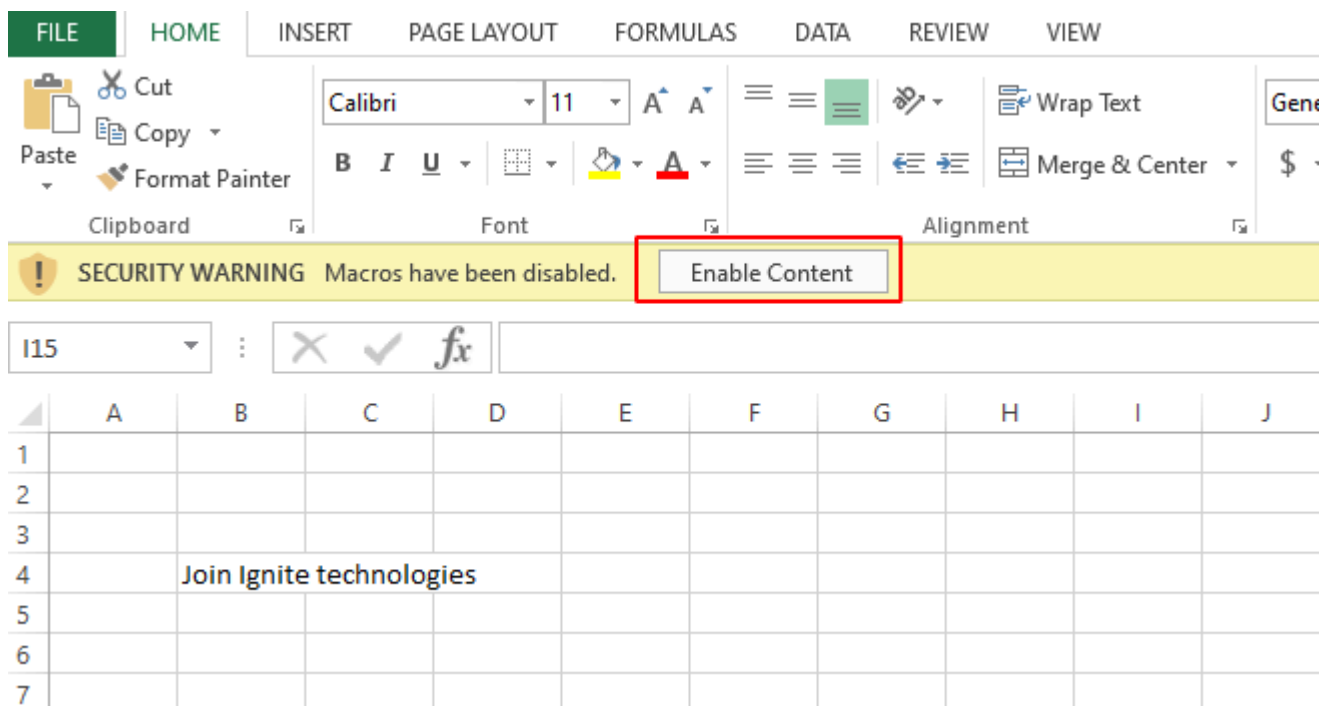 FILE HOME INSERT PAGE LAYOUT FORMULAS DATA REVIEW VIEW
Cut
Copy
Format Painter
Paste
Calibri 11 A A
B I U A
Wrap Text
Merge & Center
Gene
$
Clipboard Font Alignment
SECURITY WARNING Macros have been disabled. Enable Content
I15 fx
A B C D E F G H I J
1
2
3
4 Join Ignite technologies
5
6
7